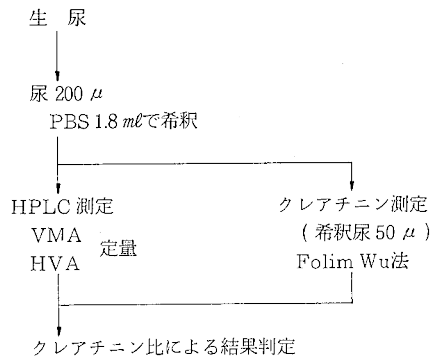 生 尿
尿 200 μ
PBS 1.8 mlで希釈
HPLC 測定
VMA
HVA
定量
クレアチニン測定
( 希釈尿 50 μ )
Folim Wu法
クレアチニン比による結果判定